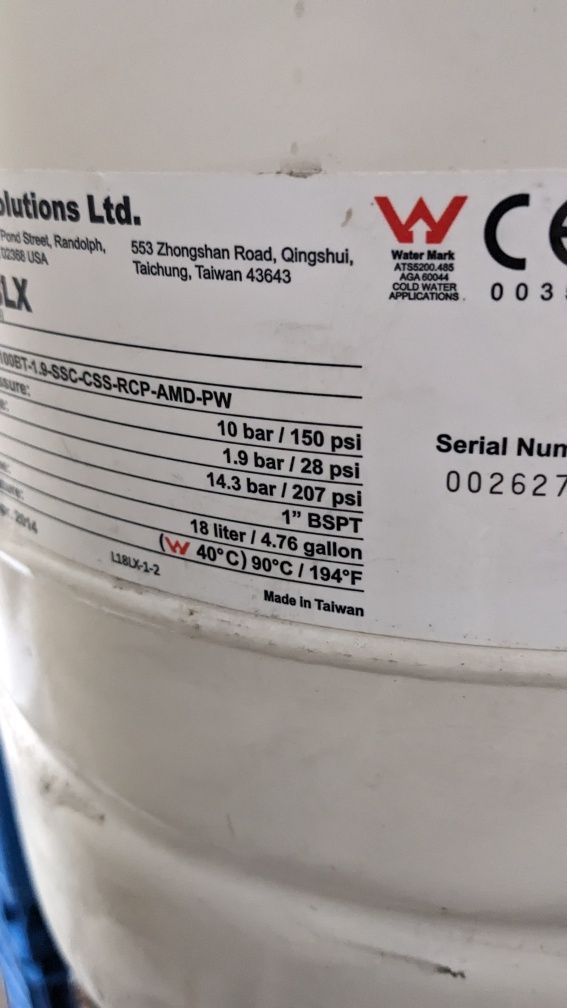 olutions Ltd.
Pond Street, Randolph,
02368 USA
553 Zhongshan Road, Qingshui,
Taichung, Taiwan 43643
W
Water Mark
ATS5200.485
AGA 60044
COLD WATER
APPLICATIONS
CE
003
LX
100BT-1.9-SSC-CSS-RCP-AMD-PW
ssure:
10 bar / 150 psi
1.9 bar / 28 psi
14.3 bar / 207 psi
1” BSPT
18 liter / 4.76 gallon
(W 40°C) 90°C / 194°F
2014
L18LX-1-2
Made in Taiwan
Serial Num
002627